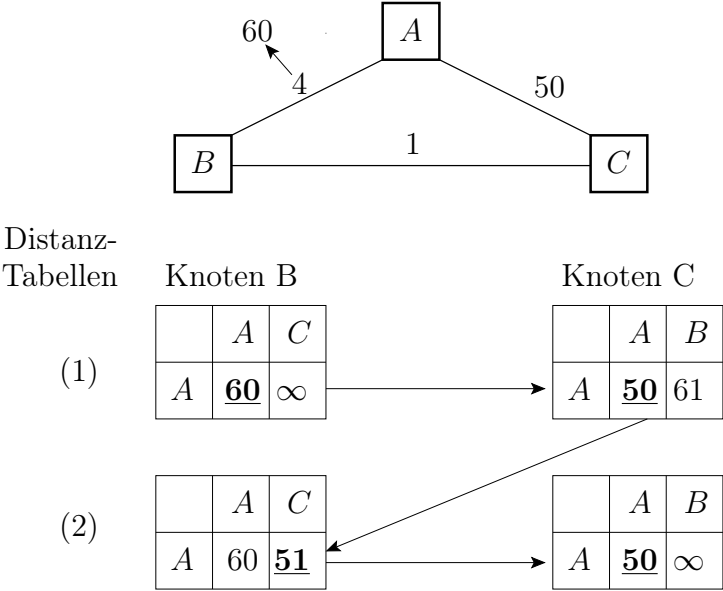 60
A
4
50
B
1
C
Distanz-
Tabellen Knoten B Knoten C
A C A B
(1) A 60 ∞ A 50 61
A C A B
(2) A 60 51 A 50 ∞